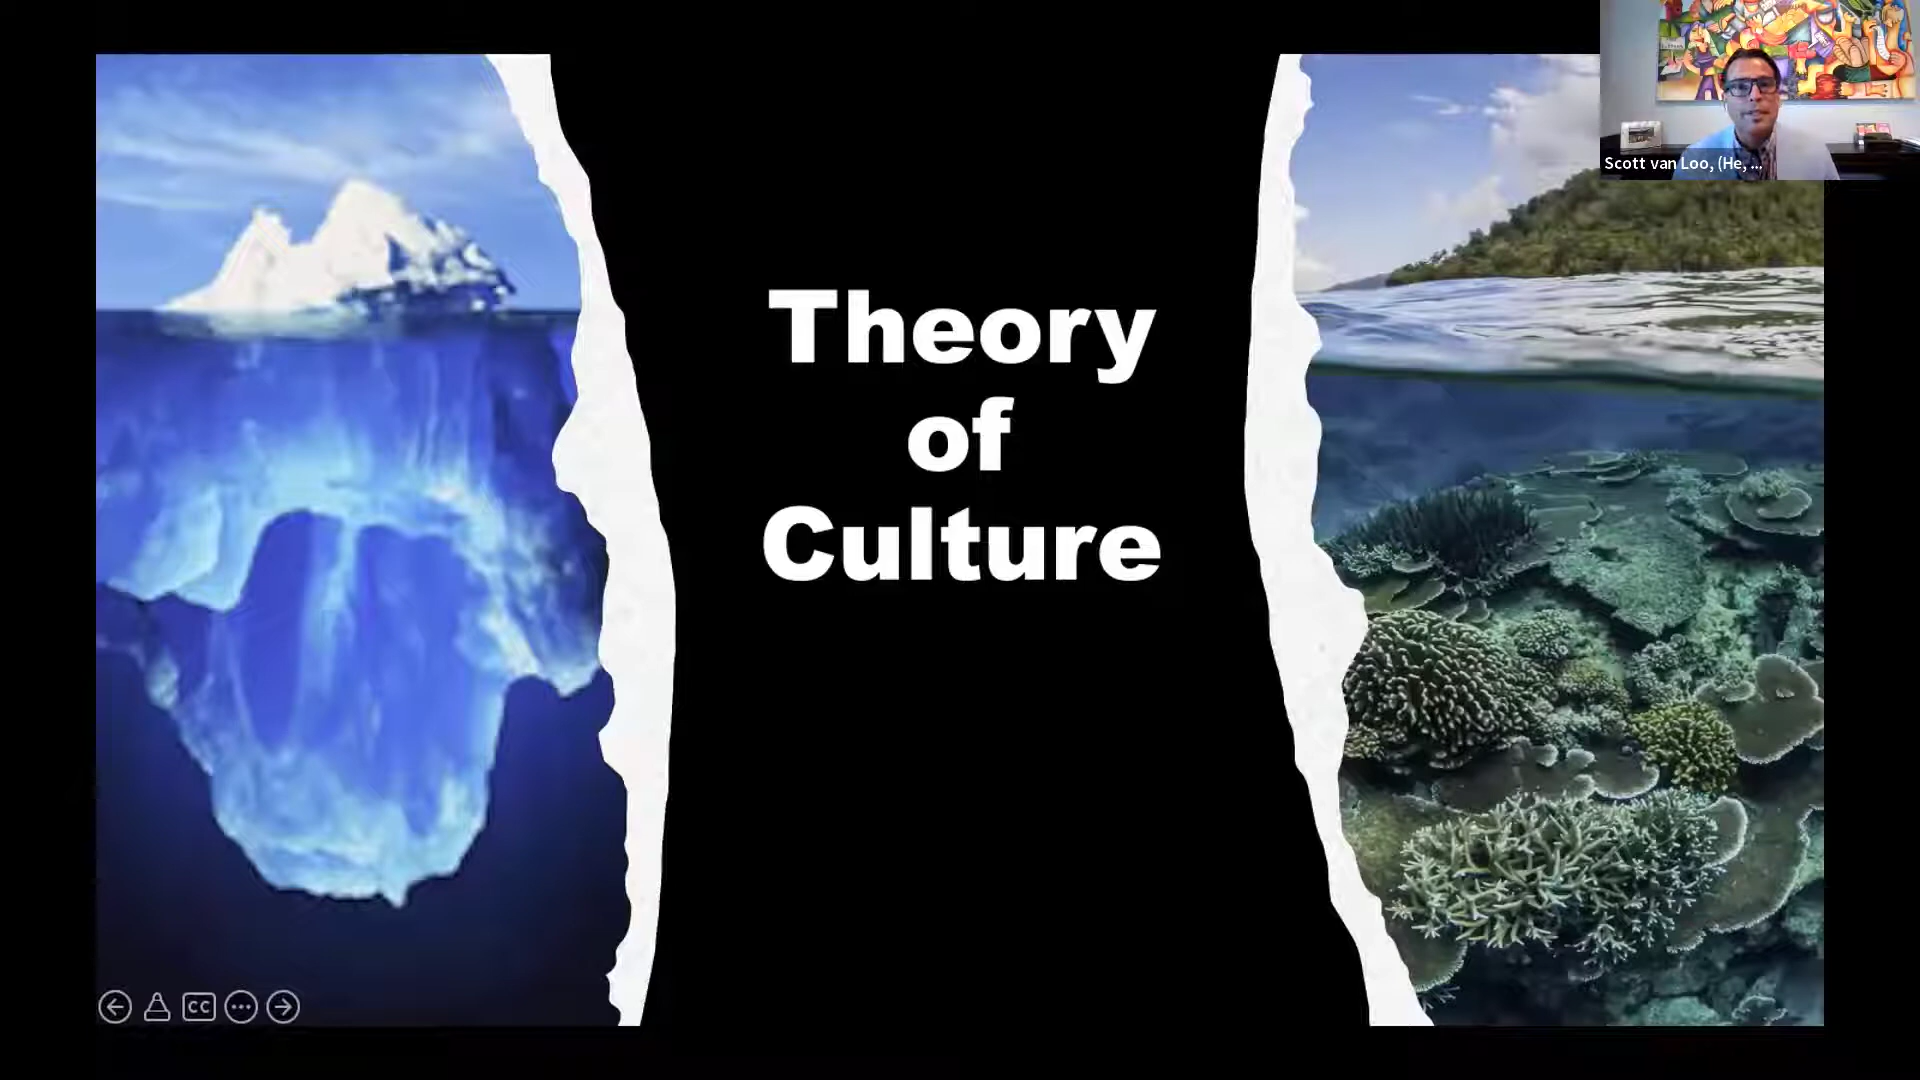 Scott van Loo, (He, ...
Theory
of
Culture
CC